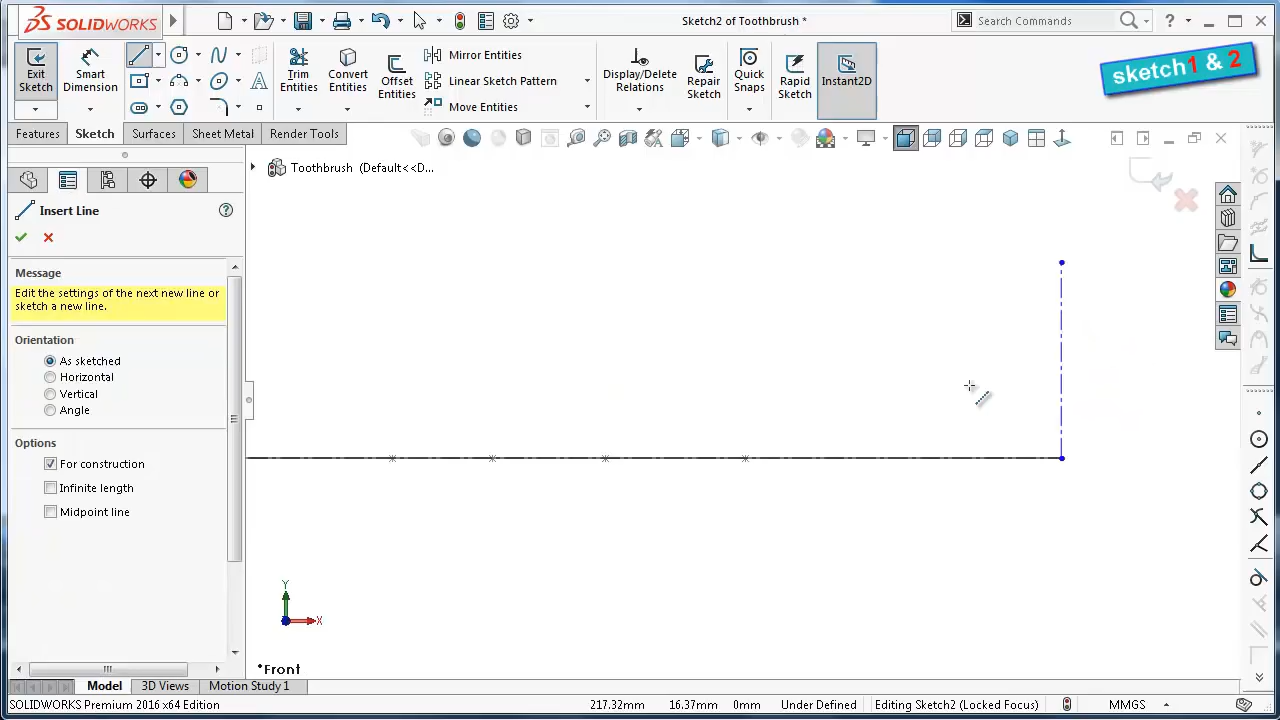 SOLIDWORKS
Sketch2 of Toothbrush *
Search Commands
?
sketch1 & 2
Exit Sketch
Smart Dimension
Trim Entities
Convert Entities
Offset Entities
Mirror Entities
Linear Sketch Pattern
Move Entities
Display/Delete Relations
Repair Sketch
Quick Snaps
Rapid Sketch
Instant2D
Features
Sketch
Surfaces
Sheet Metal
Render Tools
Toothbrush (Default<<D...
Insert Line
?
Message
Edit the settings of the next new line or
sketch a new line.
Orientation
As sketched
Horizontal
Vertical
Angle
Options
For construction
Infinite length
Midpoint line
Y
X
*Front
Model
3D Views
Motion Study 1
SOLIDWORKS Premium 2016 x64 Edition
217.32mm
16.37mm
0mm
Under Defined
Editing Sketch2 (Locked Focus)
MMGS